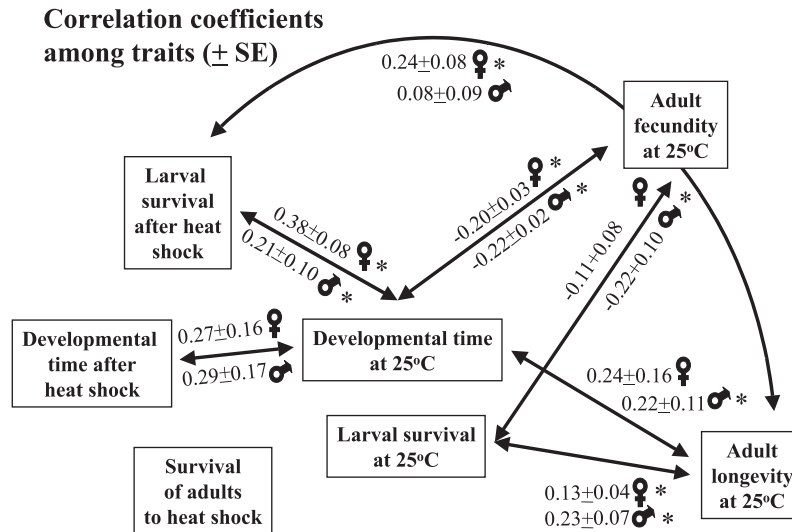 Correlation coefficients
among traits (± SE)
0.24±0.08 ♀ *
0.08±0.09 ♂
Adult
fecundity
at 25°C
Larval
survival
after heat
shock
-0.20±0.03 ♀ *
-0.22±0.02 ♂ *
0.38±0.08 ♀ *
0.21±0.10 ♂ *
-0.11±0.08 ♀
-0.22±0.10 ♂ *
Developmental
time after
heat shock
0.27±0.16 ♀
0.29±0.17 ♂
Developmental time
at 25°C
0.24±0.16 ♀
0.22±0.11 ♂ *
Larval survival
at 25°C
Adult
longevity
at 25°C
Survival
of adults
to heat shock
0.13±0.04 ♀ *
0.23±0.07 ♂ *